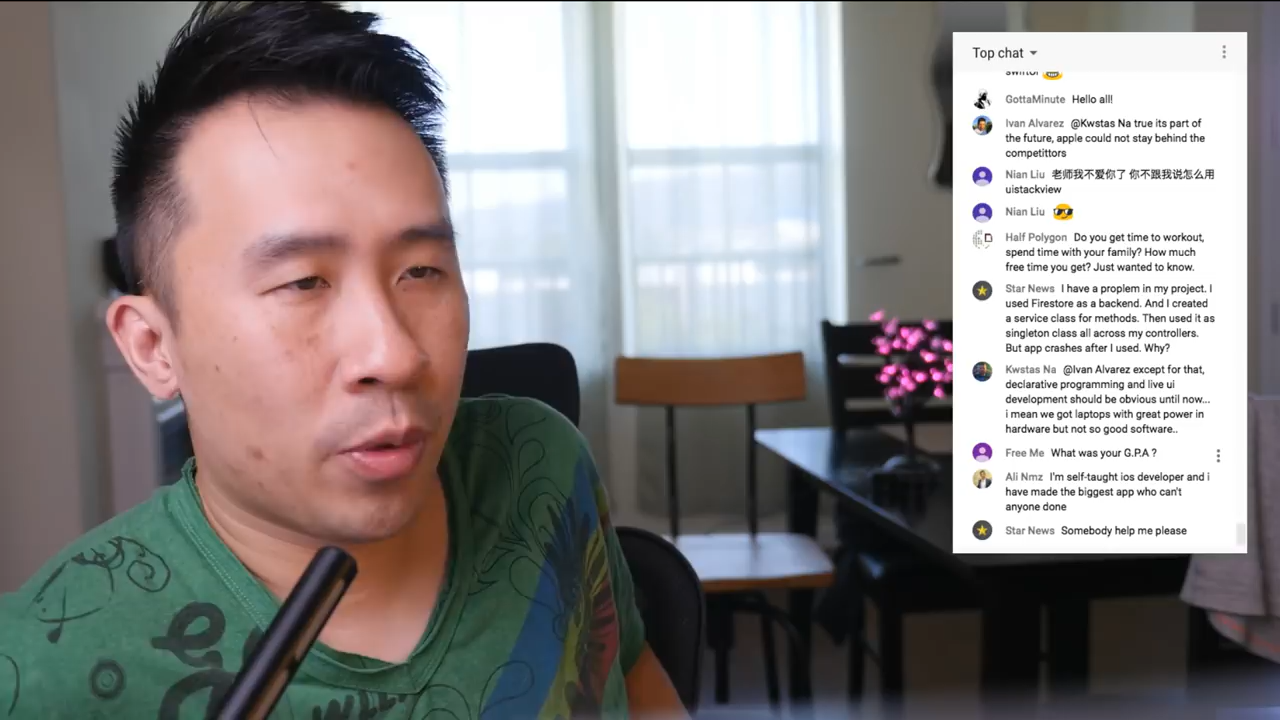 Top chat
GottaMinute Hello all!
Ivan Alvarez @Kwstas Na true its part of
the future, apple could not stay behind the
competittors
Nian Liu 老师我不爱你了 你不跟我说怎么用
uistackview
Nian Liu
Half Polygon Do you get time to workout,
spend time with your family? How much
free time you get? Just wanted to know.
Star News I have a proplem in my project. I
used Firestore as a backend. And I created
a service class for methods. Then used it as
singleton class all across my controllers.
But app crashes after I used. Why?
Kwstas Na @Ivan Alvarez except for that,
declarative programming and live ui
development should be obvious until now...
i mean we got laptops with great power in
hardware but not so good software..
Free Me What was your G.P.A ?
Ali Nmz I'm self-taught ios developer and i
have made the biggest app who can't
anyone done
Star News Somebody help me please